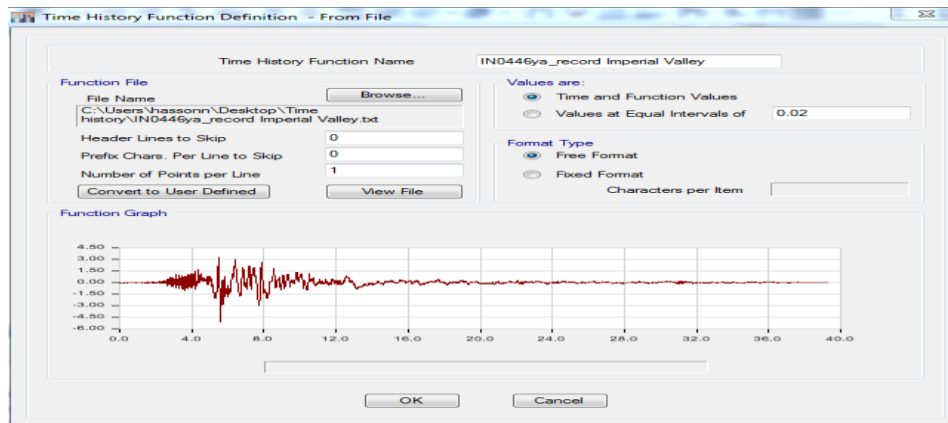 Time History Function Definition - From File
Time History Function Name
IN0446ya_record Imperial Valley
Function File
File Name
Browse...
C:\Users\hassonn\Desktop\Time
history\IN0446ya_record Imperial Valley.txt
Header Lines to Skip
0
Prefix Chars. Per Line to Skip
0
Number of Points per Line
1
Convert to User Defined
View File
Values are:
Time and Function Values
Values at Equal Intervals of
0.02
Format Type
Free Format
Fixed Format
Characters per Item
Function Graph
4.50
3.00
1.50
0.00
-1.50
-3.00
-4.50
-6.00
0.0 4.0 8.0 12.0 16.0 20.0 24.0 28.0 32.0 36.0 40.0
OK
Cancel